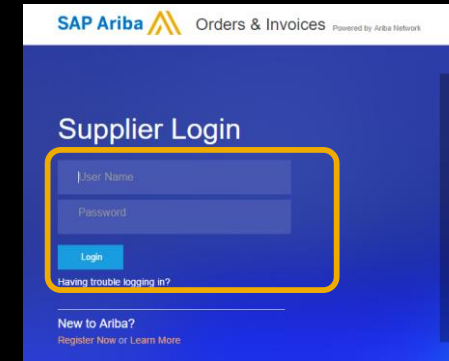 SAP Ariba Orders & Invoices Powered by Ariba Network
Supplier Login
User Name
Password
Login
Having trouble logging in?
New to Ariba?
Register Now or Learn More